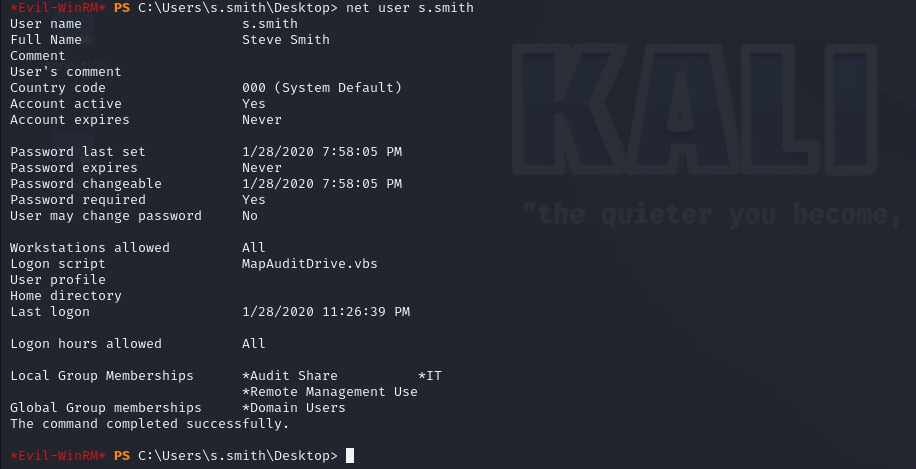 *Evil-WinRM* PS C:\Users\s.smith\Desktop> net user s.smith
User name                    s.smith
Full Name                    Steve Smith
Comment
User's comment
Country code                 000 (System Default)
Account active               Yes
Account expires              Never
Password last set            1/28/2020 7:58:05 PM
Password expires             Never
Password changeable          1/28/2020 7:58:05 PM
Password required            Yes
User may change password     No
Workstations allowed         All
Logon script                 MapAuditDrive.vbs
User profile
Home directory
Last logon                   1/28/2020 11:26:39 PM
Logon hours allowed          All
Local Group Memberships      *Audit Share          *IT
                             *Remote Management Use
Global Group memberships     *Domain Users
The command completed successfully.
*Evil-WinRM* PS C:\Users\s.smith\Desktop>
KALI
"the quieter you become,